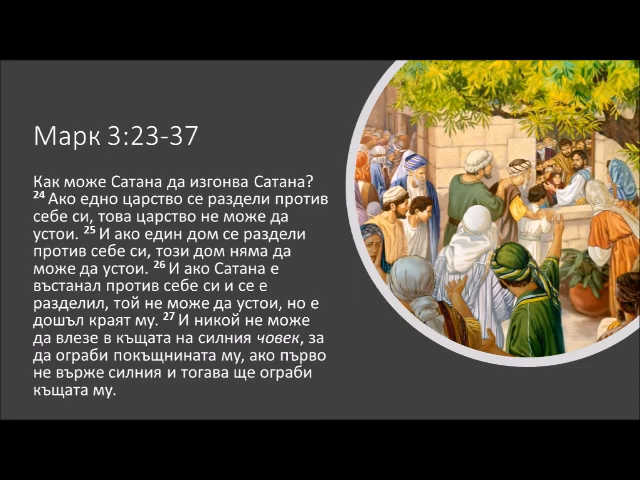 Марк 3:23-37
Как може Сатана да изгонва Сатана?
24 Ако едно царство се раздели против
себе си, това царство не може да
устои. 25 И ако един дом се раздели
против себе си, този дом няма да
може да устои. 26 И ако Сатана е
въстанал против себе си и се е
разделил, той не може да устои, но е
дошъл краят му. 27 И никой не може
да влезе в къщата на силния човек, за
да ограби покъщнината му, ако първо
не върже силния и тогава ще ограби
къщата му.